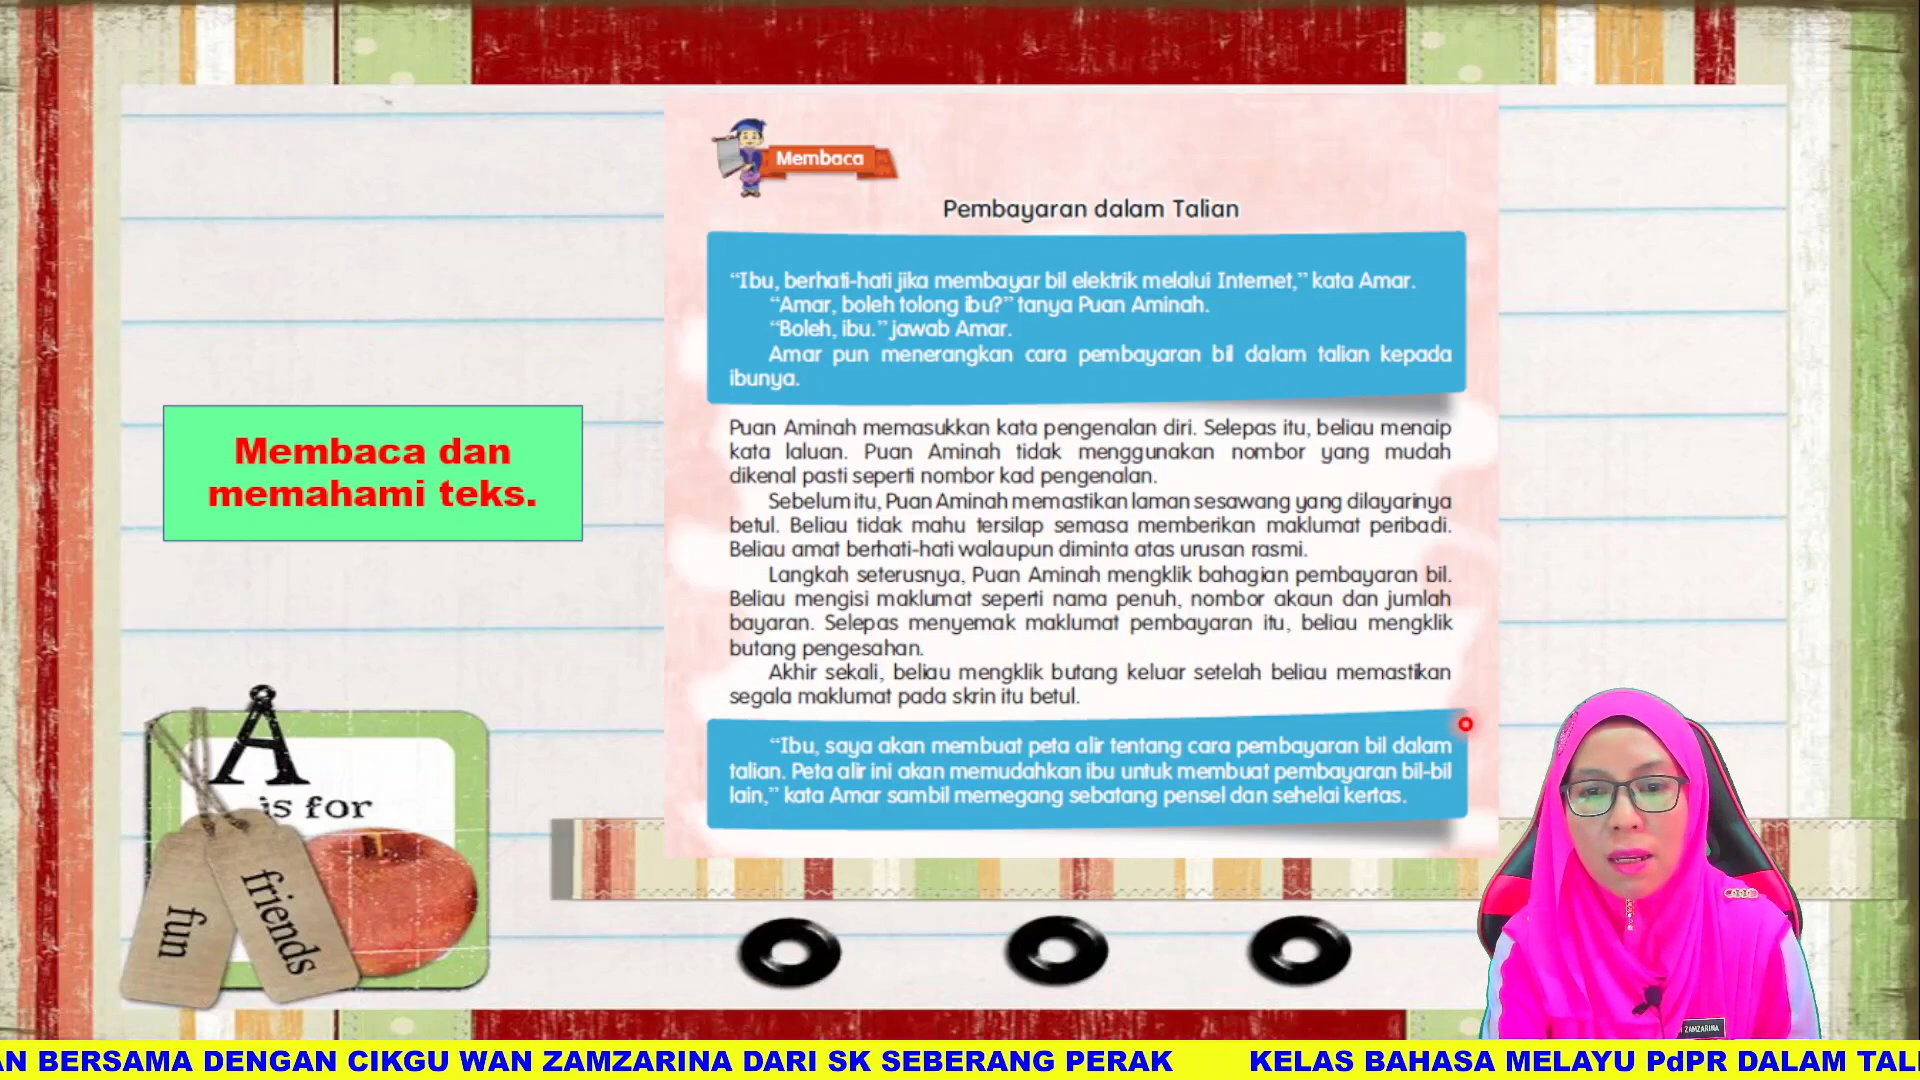 Membaca
Pembayaran dalam Talian
“Ibu, berhati-hati jika membayar bil elektrik melalui Internet,” kata Amar.
“Amar, boleh tolong ibu?” tanya Puan Aminah.
“Boleh, ibu.” jawab Amar.
Amar pun menerangkan cara pembayaran bil dalam talian kepada
ibunya.
Puan Aminah memasukkan kata pengenalan diri. Selepas itu, beliau menaip
kata laluan. Puan Aminah tidak menggunakan nombor yang mudah
dikenal pasti seperti nombor kad pengenalan.
Sebelum itu, Puan Aminah memastikan laman sesawang yang dilayarinya
betul. Beliau tidak mahu tersilap semasa memberikan maklumat peribadi.
Beliau amat berhati-hati walaupun diminta atas urusan rasmi.
Langkah seterusnya, Puan Aminah mengklik bahagian pembayaran bil.
Beliau mengisi maklumat seperti nama penuh, nombor akaun dan jumlah
bayaran. Selepas menyemak maklumat pembayaran itu, beliau mengklik
butang pengesahan.
Akhir sekali, beliau mengklik butang keluar setelah beliau memastikan
segala maklumat pada skrin itu betul.
“Ibu, saya akan membuat peta alir tentang cara pembayaran bil dalam
talian. Peta alir ini akan memudahkan ibu untuk membuat pembayaran bil-bil
lain,” kata Amar sambil memegang sebatang pensel dan sehelai kertas.
Membaca dan
memahami teks.
A
is for
friends
fun
ZAMZARINA
AN BERSAMA DENGAN CIKGU WAN ZAMZARINA DARI SK SEBERANG PERAK KELAS BAHASA MELAYU PdPR DALAM TALI